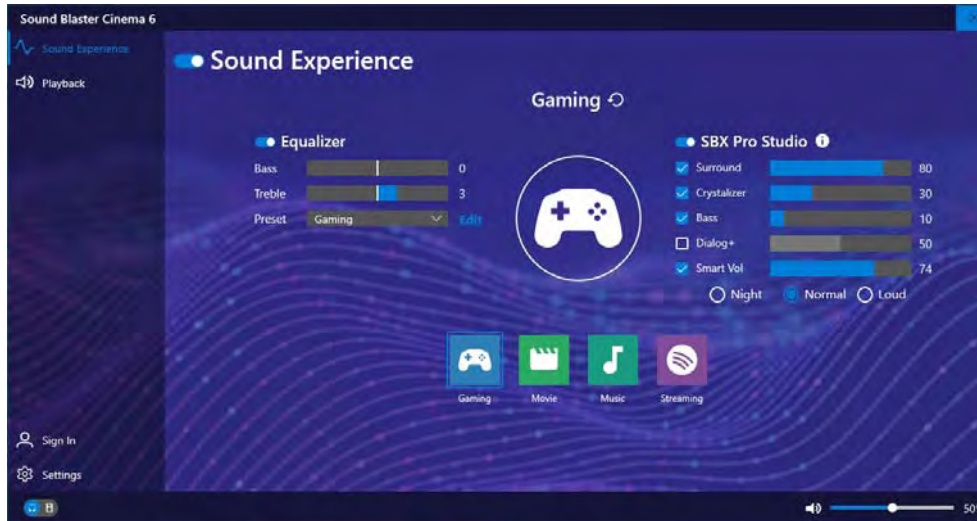 Sound Blaster Cinema 6
Sound Experience
Playback
Sound Experience
Gaming
Equalizer
Bass 0
Treble 3
Preset Gaming Edit
SBX Pro Studio
Surround 80
Crystalizer 30
Bass 10
Dialog+ 50
Smart Vol 74
Night Normal Loud
Gaming Movie Music Streaming
Sign In
Settings